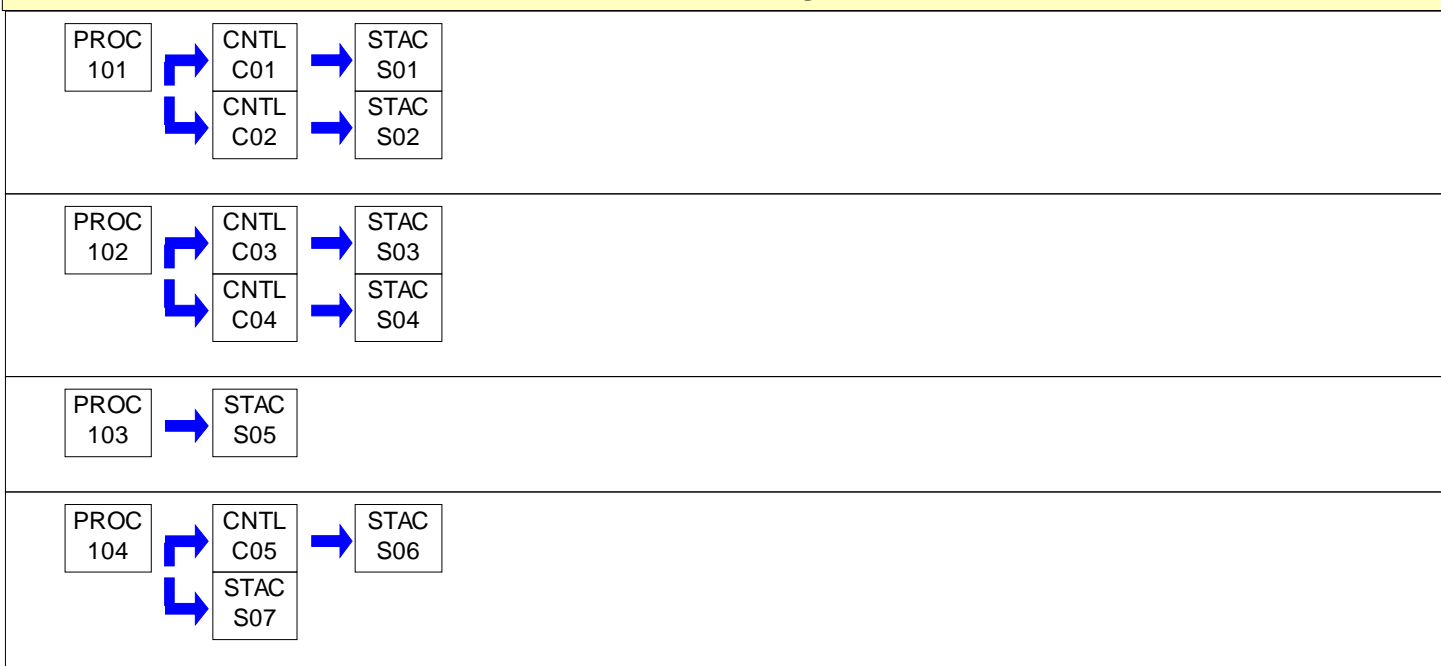 PROC CNTL STAC
101 C01 S01
CNTL STAC
C02 S02
PROC CNTL STAC
102 C03 S03
CNTL STAC
C04 S04
PROC STAC
103 S05
PROC CNTL STAC
104 C05 S06
STAC
S07